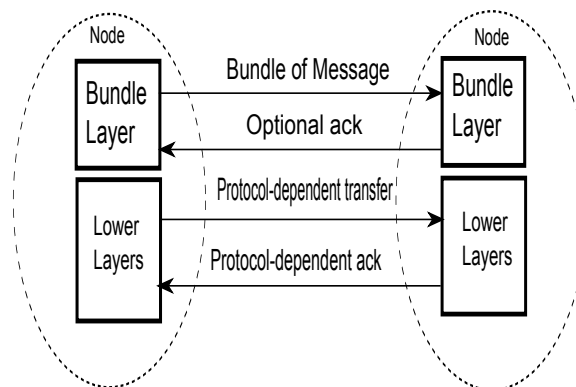 Node
Node
Bundle of Message
Bundle
Layer
Bundle
Layer
Optional ack
Protocol-dependent transfer
Lower
Layers
Lower
Layers
Protocol-dependent ack